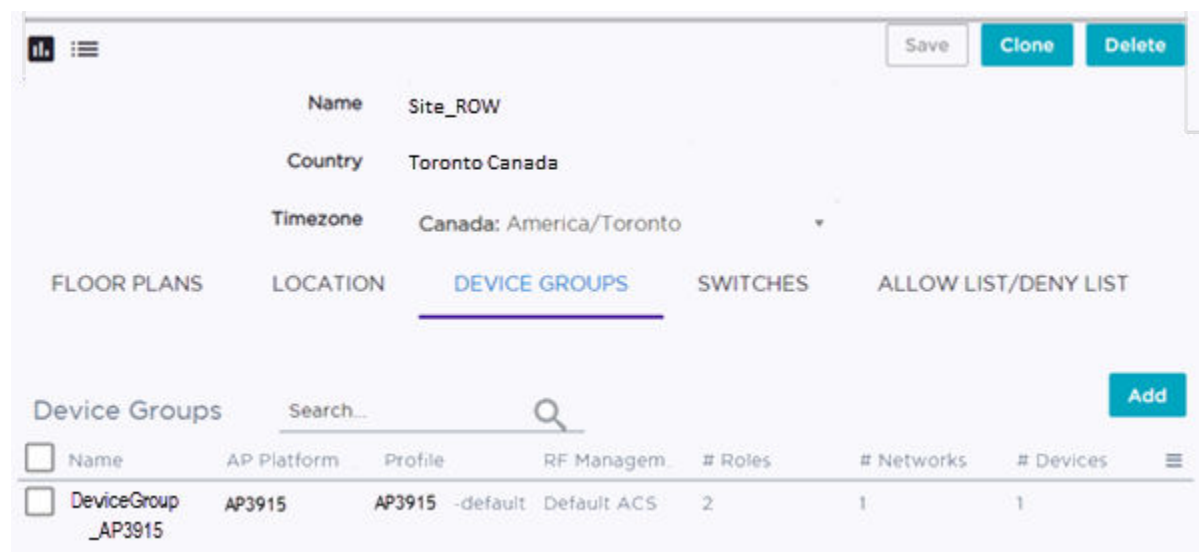 Save Clone Delete
Name Site_ROW
Country Toronto Canada
Timezone Canada: America/Toronto
FLOOR PLANS LOCATION DEVICE GROUPS SWITCHES ALLOW LIST/DENY LIST
Add
Device Groups Search...
Name AP Platform Profile RF Managem.. # Roles # Networks # Devices
DeviceGroup AP3915 AP3915 -default Default ACS 2 1 1
_AP3915